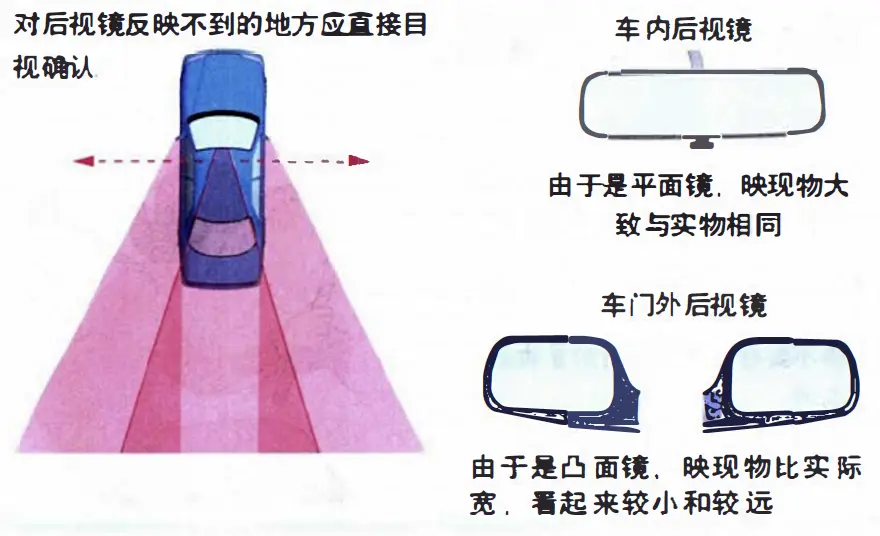 对后视镜反映不到的地方应直接目
视确认
车内后视镜
由于是平面镜，映现物大
致与实物相同
车门外后视镜
由于是凸面镜，映现物比实际
宽，看起来较小和较远